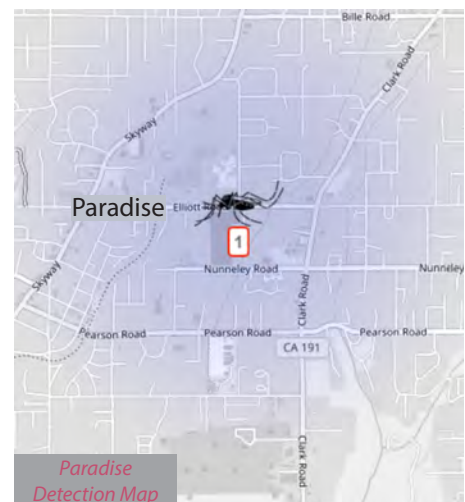 Bille Road
Clark Road
Skyway
Paradise
Elliott
1
Nunneley Road
Nunneley
Skyway
Clark Road
Pearson Road
Pearson Road
Pearson Road
CA 191
Clark Road
Paradise
Detection Map